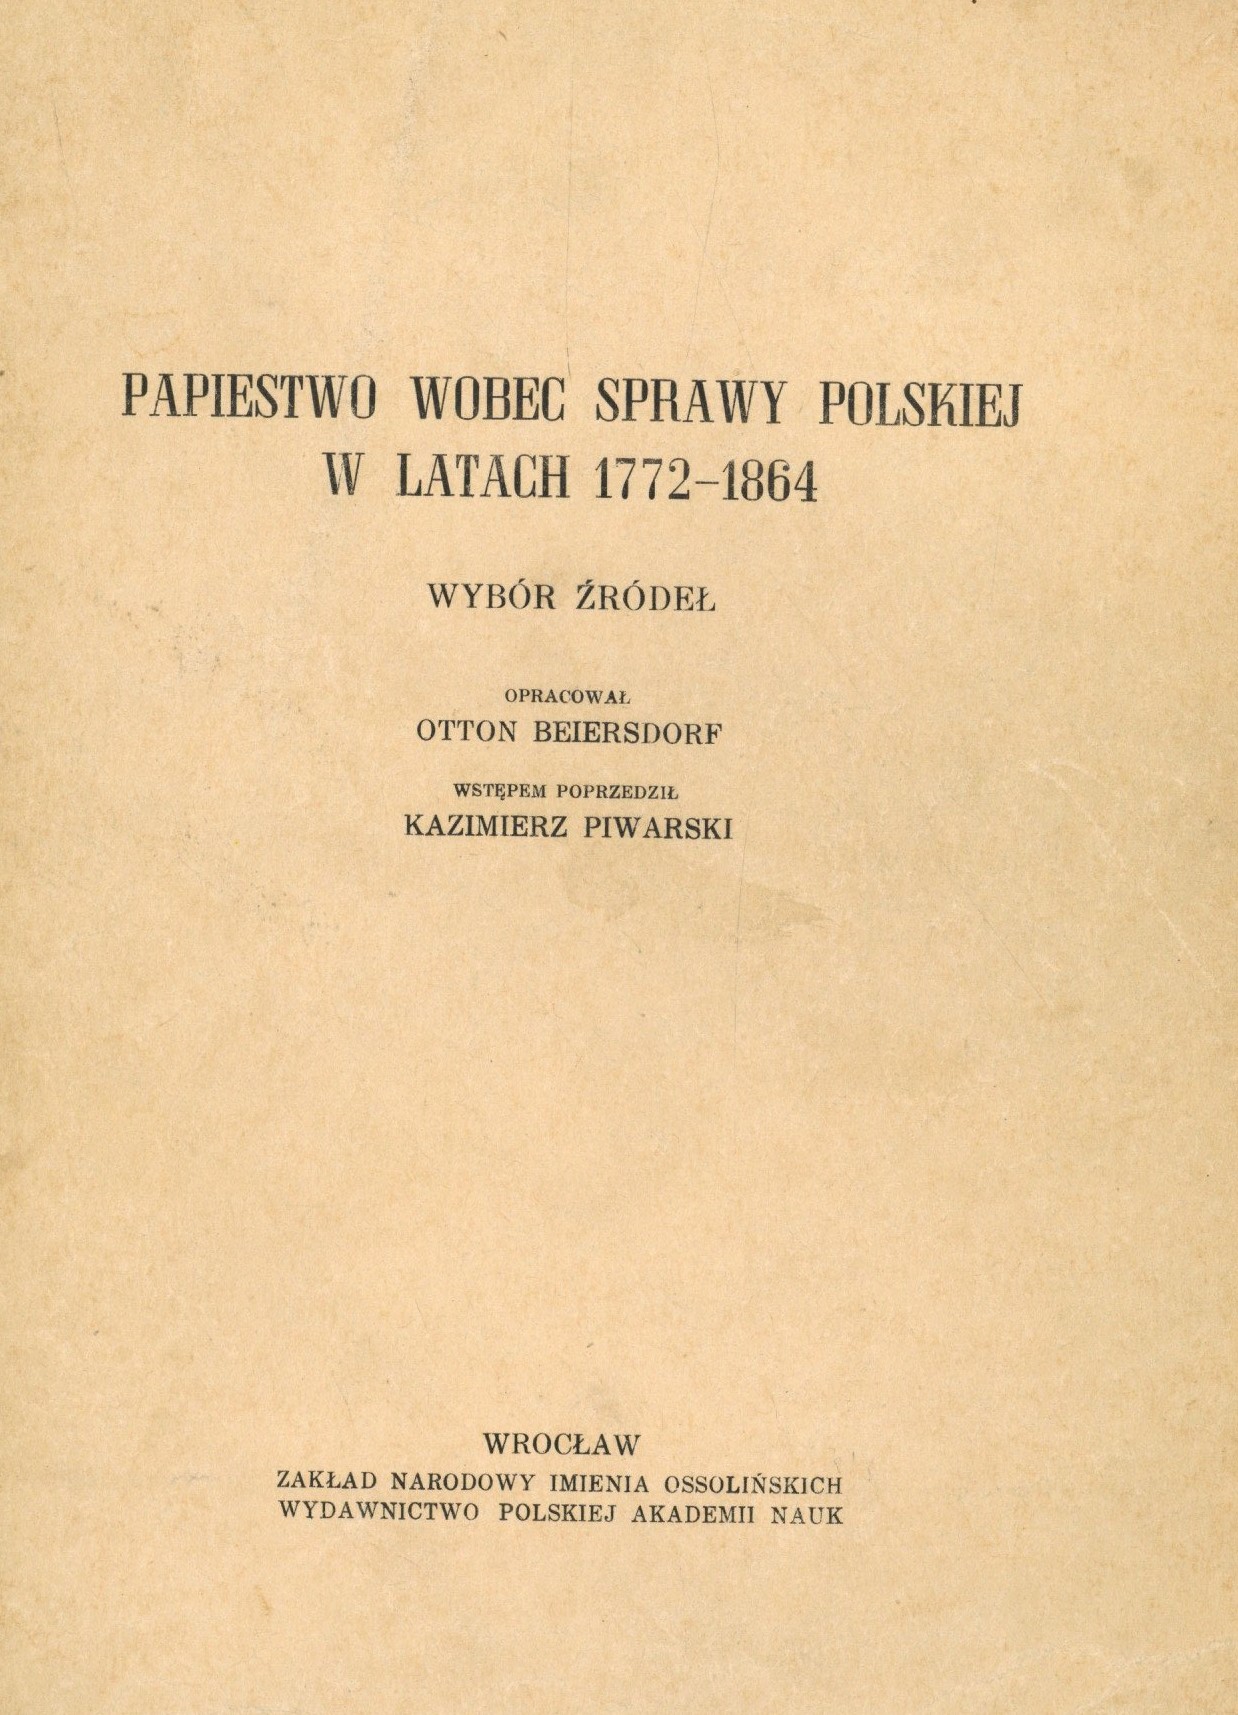 PAPIESTWO WOBEC SPRAWY POLSKIEJ
W LATACH 1772–1864
WYBÓR ŹRÓDEŁ
OPRACOWAŁ
OTTON BEIERSDORF
WSTĘPEM POPRZEDZIŁ
KAZIMIERZ PIWARSKI
WROCŁAW
ZAKŁAD NARODOWY IMIENIA OSSOLIŃSKICH
WYDAWNICTWO POLSKIEJ AKADEMII NAUK